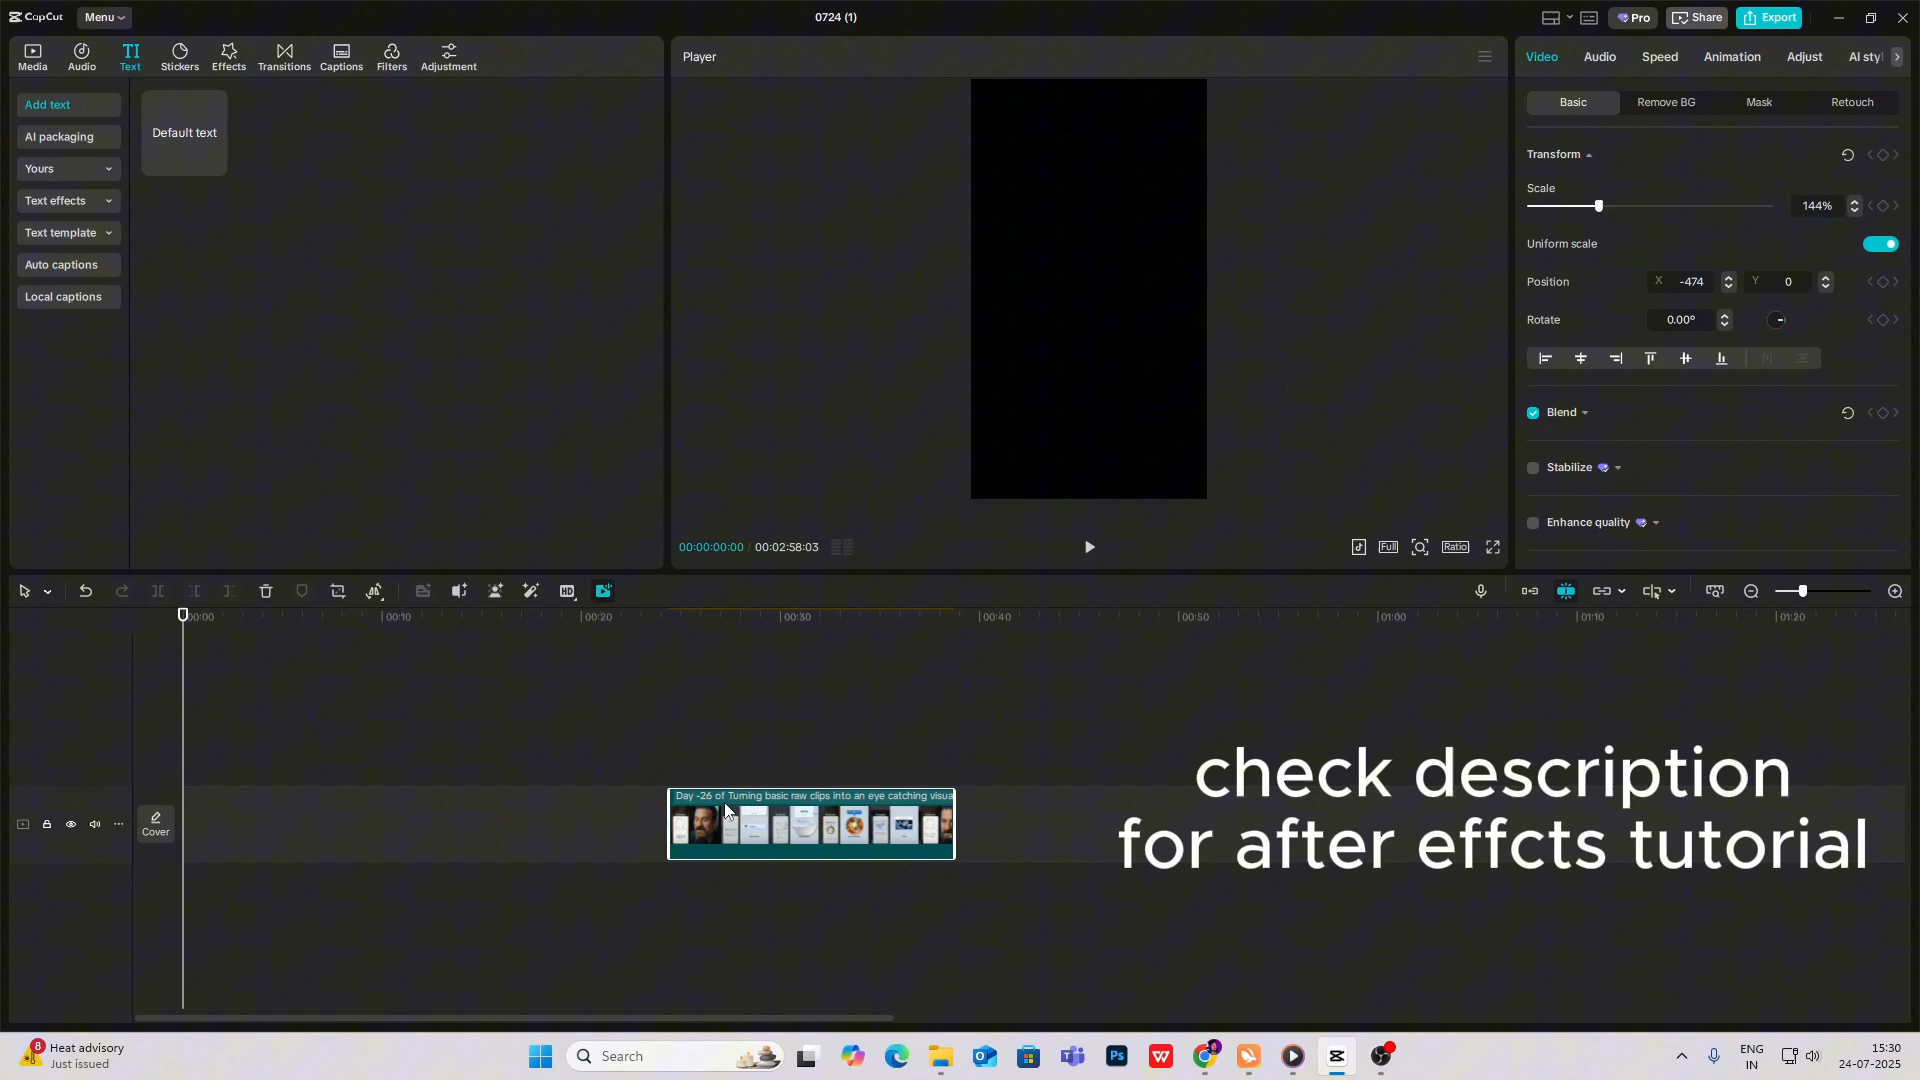 CapCut
Menu
0724 (1)
Pro
Share
Export
Media
Audio
Text
Stickers
Effects
Transitions
Captions
Filters
Adjustment
Add text
AI packaging
Yours
Text effects
Text template
Auto captions
Local captions
Default text
Player
00:00:00:00 / 00:02:58:03
Full
Ratio
Video
Audio
Speed
Animation
Adjust
AI styl
Basic
Remove BG
Mask
Retouch
Transform
Scale
144%
Uniform scale
Position
X -474
Y 0
Rotate
0.00°
Blend
Stabilize
Enhance quality
HD
00:00
00:10
00:20
00:30
00:40
00:50
01:00
01:10
01:20
Cover
Day -26 of Turning basic raw clips into an eye catching visua
check description
for after effcts tutorial
8
Heat advisory
Just issued
Search
Ps
W
ENG
IN
15:30
24-07-2025